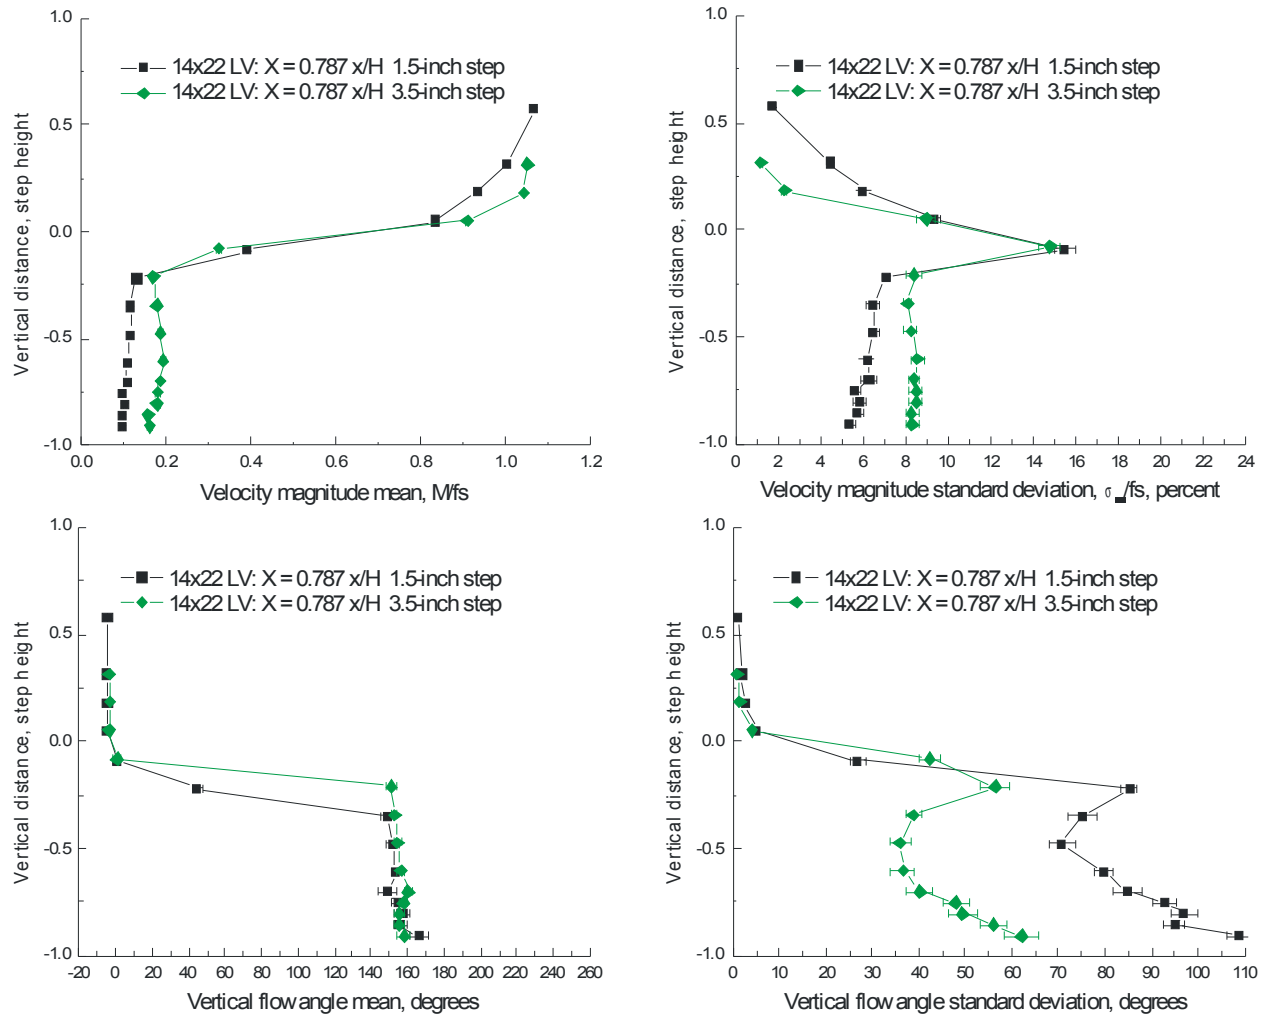 1.0
14x22 LV: X = 0.787 x/H 1.5-inch step
14x22 LV: X = 0.787 x/H 3.5-inch step
0.5
0.0
-0.5
-1.0
0.0 0.2 0.4 0.6 0.8 1.0 1.2
Vertical distance, step height
Velocity magnitude mean, M/fs
1.0
14x22 LV: X = 0.787 x/H 1.5-inch step
14x22 LV: X = 0.787 x/H 3.5-inch step
0.5
0.0
-0.5
-1.0
0 2 4 6 8 10 12 14 16 18 20 22 24
Vertical distance, step height
Velocity magnitude standard deviation, σ /fs, percent
1.0
14x22 LV: X = 0.787 x/H 1.5-inch step
14x22 LV: X = 0.787 x/H 3.5-inch step
0.5
0.0
-0.5
-1.0
-20 0 20 40 60 80 100 120 140 160 180 200 220 240 260
Vertical distance, step height
Vertical flow angle mean, degrees
1.0
14x22 LV: X = 0.787 x/H 1.5-inch step
14x22 LV: X = 0.787 x/H 3.5-inch step
0.5
0.0
-0.5
-1.0
0 10 20 30 40 50 60 70 80 90 100 110
Vertical distance, step height
Vertical flow angle standard deviation, degrees